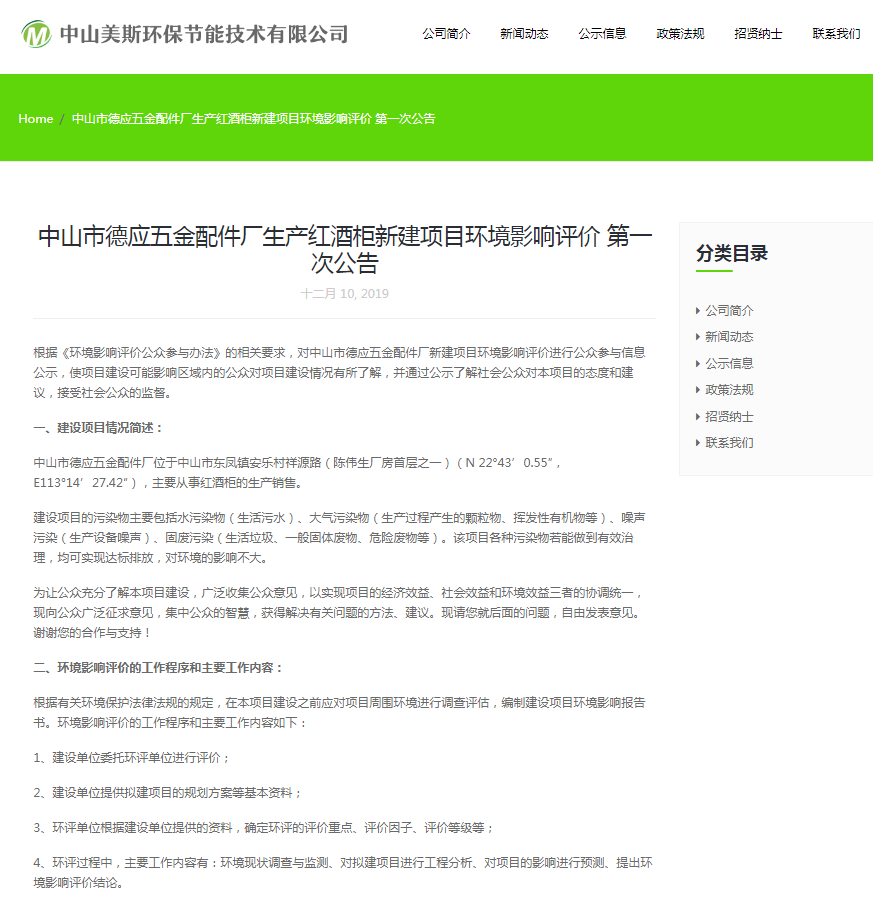 中山美斯环保节能技术有限公司
公司简介 新闻动态 公示信息 政策法规 招贤纳士 联系我们
Home / 中山市德应五金配件厂生产红酒柜新建项目环境影响评价 第一次公告
中山市德应五金配件厂生产红酒柜新建项目环境影响评价 第一
次公告
十二月 10, 2019
根据《环境影响评价公众参与办法》的相关要求，对中山市德应五金配件厂新建项目环境影响评价进行公众参与信息
公示，使项目建设可能影响区域内的公众对项目建设情况有所了解，并通过公示了解社会公众对本项目的态度和建
议，接受社会公众的监督。
一、建设项目情况简述：
中山市德应五金配件厂位于中山市东凤镇安乐村祥源路（陈伟生厂房首层之一）（N 22°43′0.55″，
E113°14′27.42″），主要从事红酒柜的生产销售。
建设项目的污染物主要包括水污染物（生活污水）、大气污染物（生产过程产生的颗粒物、挥发性有机物等）、噪声
污染（生产设备噪声）、固废污染（生活垃圾、一般固体废物、危险废物等）。该项目各种污染物若能做到有效治
理，均可实现达标排放，对环境的影响不大。
为让公众充分了解本项目建设，广泛收集公众意见，以实现项目的经济效益、社会效益和环境效益三者的协调统一，
现向公众广泛征求意见，集中公众的智慧，获得解决有关问题的方法、建议。现请您就后面的问题，自由发表意见。
谢谢您的合作与支持！
二、环境影响评价的工作程序和主要工作内容：
根据有关环境保护法律法规的规定，在本项目建设之前应对项目周围环境进行调查评估，编制建设项目环境影响报告
书。环境影响评价的工作程序和主要工作内容如下：
1、建设单位委托环评单位进行评价；
2、建设单位提供拟建项目的规划方案等基本资料；
3、环评单位根据建设单位提供的资料，确定环评的评价重点、评价因子、评价等级等；
4、环评过程中，主要工作内容有：环境现状调查与监测、对拟建项目进行工程分析、对项目的影响进行预测、提出环
境影响评价结论。
分类目录
公司简介
新闻动态
公示信息
政策法规
招贤纳士
联系我们